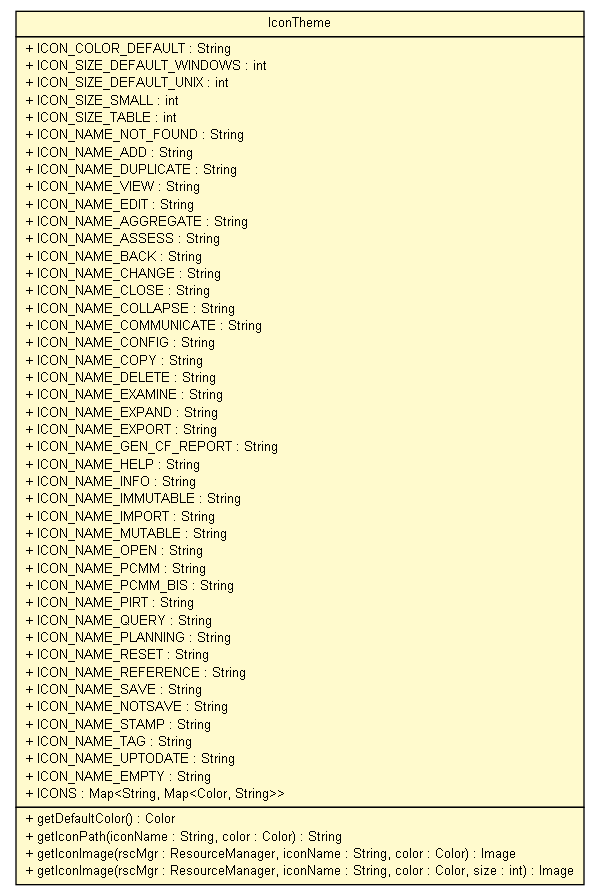 IconTheme
+ ICON_COLOR_DEFAULT : String
+ ICON_SIZE_DEFAULT_WINDOWS : int
+ ICON_SIZE_DEFAULT_UNIX : int
+ ICON_SIZE_SMALL : int
+ ICON_SIZE_TABLE : int
+ ICON_NAME_NOT_FOUND : String
+ ICON_NAME_ADD : String
+ ICON_NAME_DUPLICATE : String
+ ICON_NAME_VIEW : String
+ ICON_NAME_EDIT : String
+ ICON_NAME_AGGREGATE : String
+ ICON_NAME_ASSESS : String
+ ICON_NAME_BACK : String
+ ICON_NAME_CHANGE : String
+ ICON_NAME_CLOSE : String
+ ICON_NAME_COLLAPSE : String
+ ICON_NAME_COMMUNICATE : String
+ ICON_NAME_CONFIG : String
+ ICON_NAME_COPY : String
+ ICON_NAME_DELETE : String
+ ICON_NAME_EXAMINE : String
+ ICON_NAME_EXPAND : String
+ ICON_NAME_EXPORT : String
+ ICON_NAME_GEN_CF_REPORT : String
+ ICON_NAME_HELP : String
+ ICON_NAME_INFO : String
+ ICON_NAME_IMMUTABLE : String
+ ICON_NAME_IMPORT : String
+ ICON_NAME_MUTABLE : String
+ ICON_NAME_OPEN : String
+ ICON_NAME_PCMM : String
+ ICON_NAME_PCMM_BIS : String
+ ICON_NAME_PIRT : String
+ ICON_NAME_QUERY : String
+ ICON_NAME_PLANNING : String
+ ICON_NAME_RESET : String
+ ICON_NAME_REFERENCE : String
+ ICON_NAME_SAVE : String
+ ICON_NAME_NOTSAVE : String
+ ICON_NAME_STAMP : String
+ ICON_NAME_TAG : String
+ ICON_NAME_UPTODATE : String
+ ICON_NAME_EMPTY : String
+ ICONS : Map<String, Map<Color, String>>
+ getDefaultColor() : Color
+ getIconPath(iconName : String, color : Color) : String
+ getIconImage(rscMgr : ResourceManager, iconName : String, color : Color) : Image
+ getIconImage(rscMgr : ResourceManager, iconName : String, color : Color, size : int) : Image